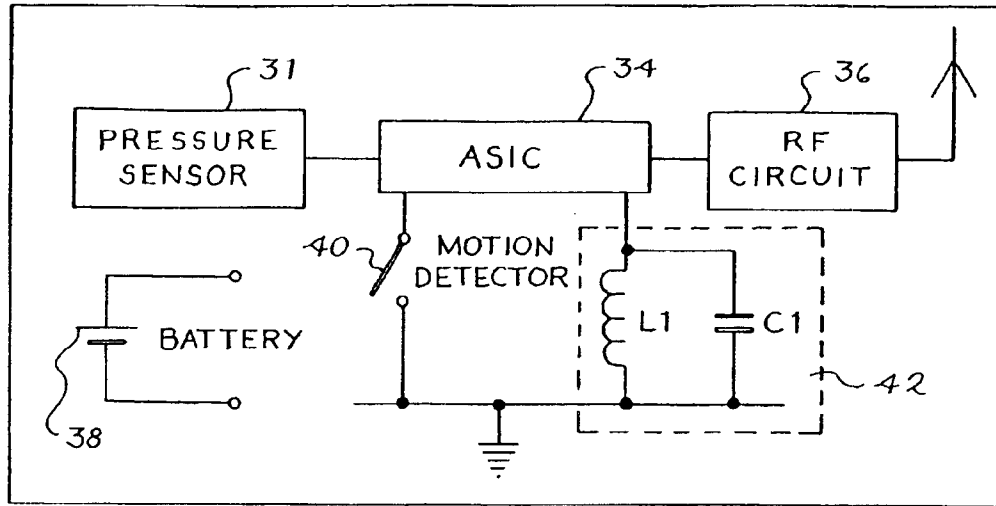 31
34
36
PRESSURE
SENSOR
ASIC
RF
CIRCUIT
40
MOTION
DETECTOR
L1
C1
BATTERY
42
38